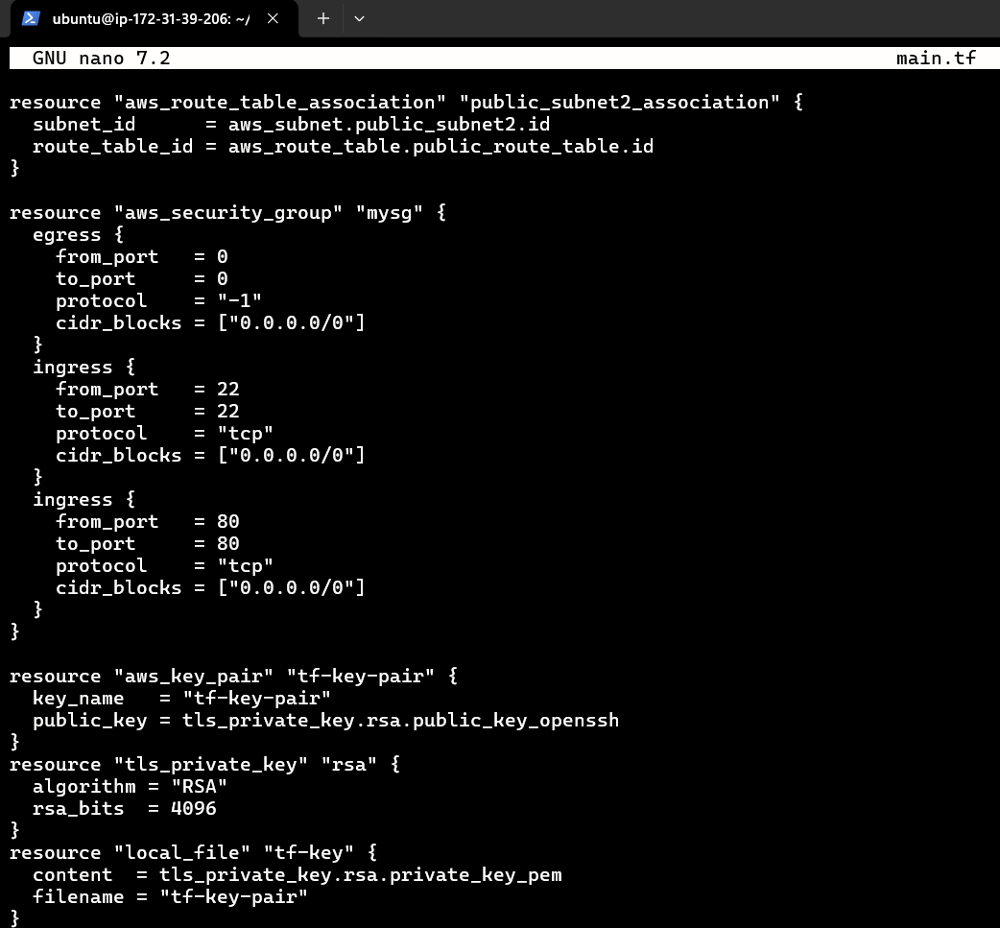 ubuntu@ip-172-31-39-206: ~/
GNU nano 7.2 main.tf
resource "aws_route_table_association" "public_subnet2_association" {
  subnet_id      = aws_subnet.public_subnet2.id
  route_table_id = aws_route_table.public_route_table.id
}
resource "aws_security_group" "mysg" {
  egress {
    from_port   = 0
    to_port     = 0
    protocol    = "-1"
    cidr_blocks = ["0.0.0.0/0"]
  }
  ingress {
    from_port   = 22
    to_port     = 22
    protocol    = "tcp"
    cidr_blocks = ["0.0.0.0/0"]
  }
  ingress {
    from_port   = 80
    to_port     = 80
    protocol    = "tcp"
    cidr_blocks = ["0.0.0.0/0"]
  }
}
resource "aws_key_pair" "tf-key-pair" {
  key_name   = "tf-key-pair"
  public_key = tls_private_key.rsa.public_key_openssh
}
resource "tls_private_key" "rsa" {
  algorithm = "RSA"
  rsa_bits  = 4096
}
resource "local_file" "tf-key" {
  content  = tls_private_key.rsa.private_key_pem
  filename = "tf-key-pair"
}